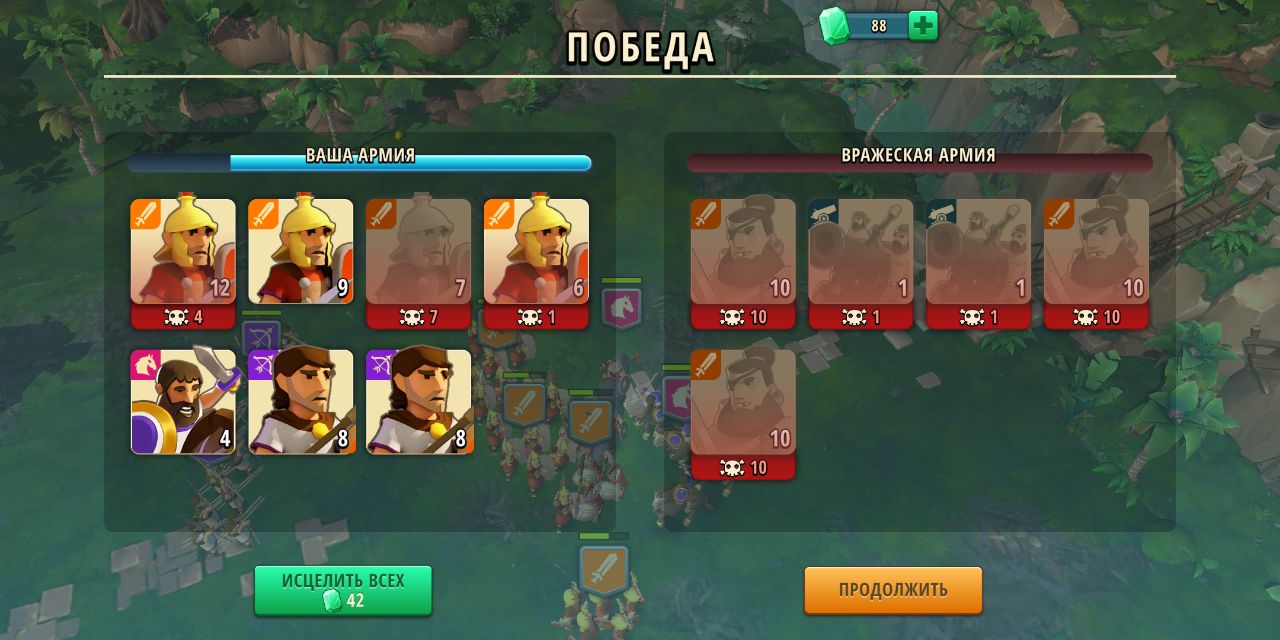 88
ПОБЕДА
ВАША АРМИЯ
ВРАЖЕСКАЯ АРМИЯ
12 9 7 6
10 1 1 10
4 7 1
10 1 1 10
4 8 8
10
10
ИСЦЕЛИТЬ ВСЕХ
42
ПРОДОЛЖИТЬ